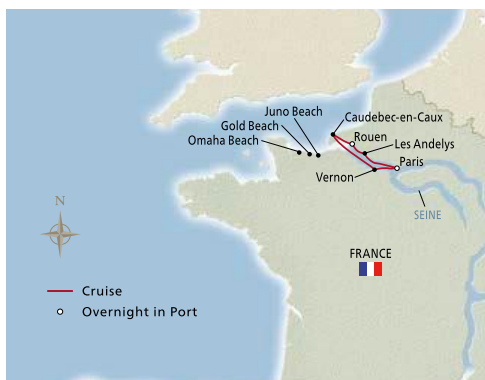 Juno Beach
Caudebec-en-Caux
Gold Beach
Rouen
Omaha Beach
Les Andelys
Paris
Vernon
SEINE
N
FRANCE
Cruise
Overnight in Port